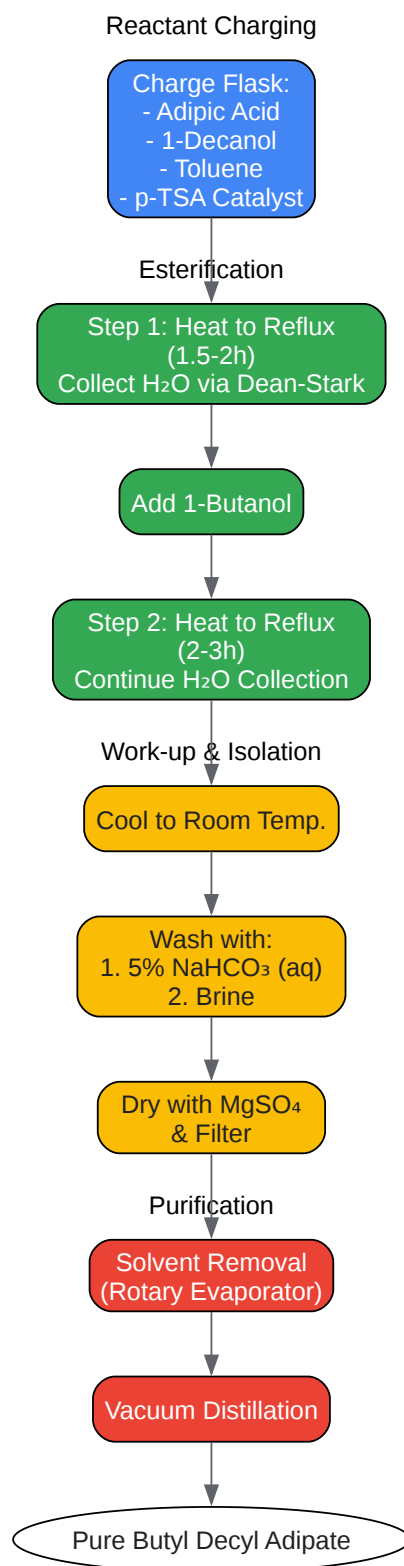 Reactant Charging
Charge Flask:
- Adipic Acid
- 1-Decanol
- Toluene
- p-TSA Catalyst
Esterification
Step 1: Heat to Reflux
(1.5-2h)
Collect H₂O via Dean-Stark
Add 1-Butanol
Step 2: Heat to Reflux
(2-3h)
Continue H₂O Collection
Work-up & Isolation
Cool to Room Temp.
Wash with:
1. 5% NaHCO₃ (aq)
2. Brine
Dry with MgSO₄
& Filter
Purification
Solvent Removal
(Rotary Evaporator)
Vacuum Distillation
Pure Butyl Decyl Adipate